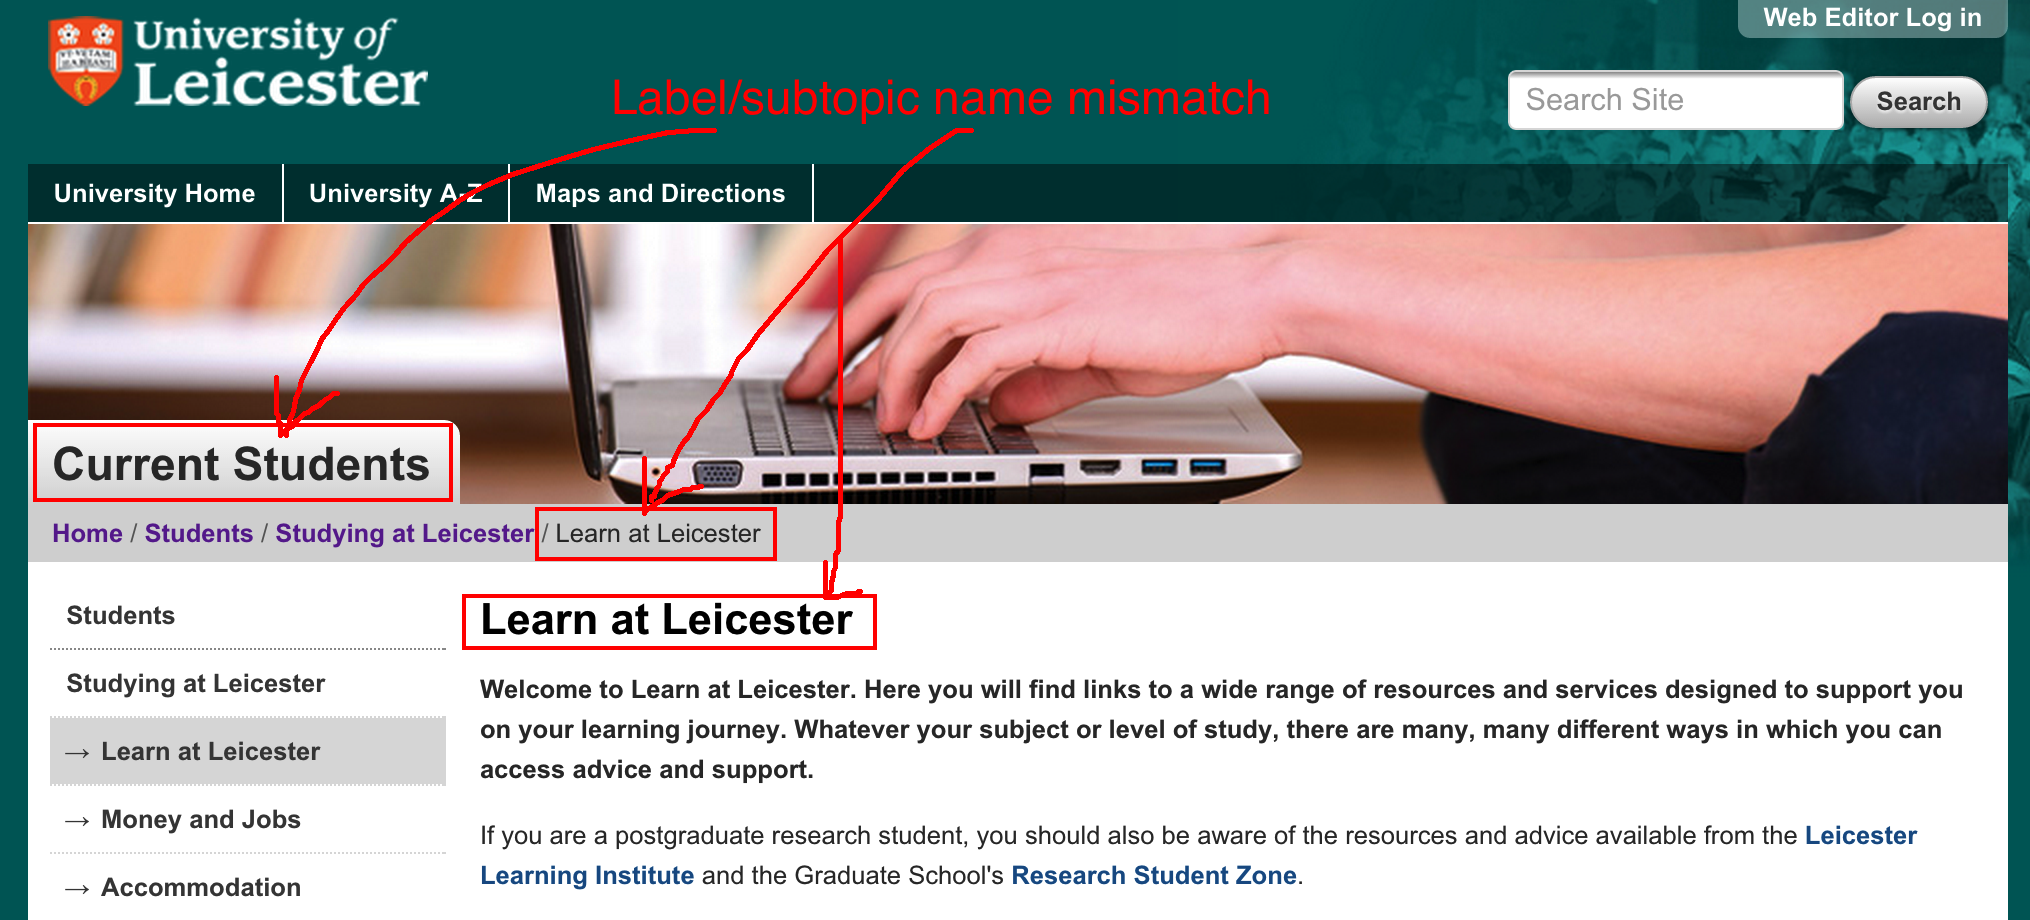 University of
Leicester
Web Editor Log in
Label/subtopic name mismatch
Search Site
Search
University Home
University A-Z
Maps and Directions
Current Students
Home / Students / Studying at Leicester / Learn at Leicester
Students
Studying at Leicester
→ Learn at Leicester
→ Money and Jobs
→ Accommodation
Learn at Leicester
Welcome to Learn at Leicester. Here you will find links to a wide range of resources and services designed to support you
on your learning journey. Whatever your subject or level of study, there are many, many different ways in which you can
access advice and support.
If you are a postgraduate research student, you should also be aware of the resources and advice available from the Leicester
Learning Institute and the Graduate School's Research Student Zone.